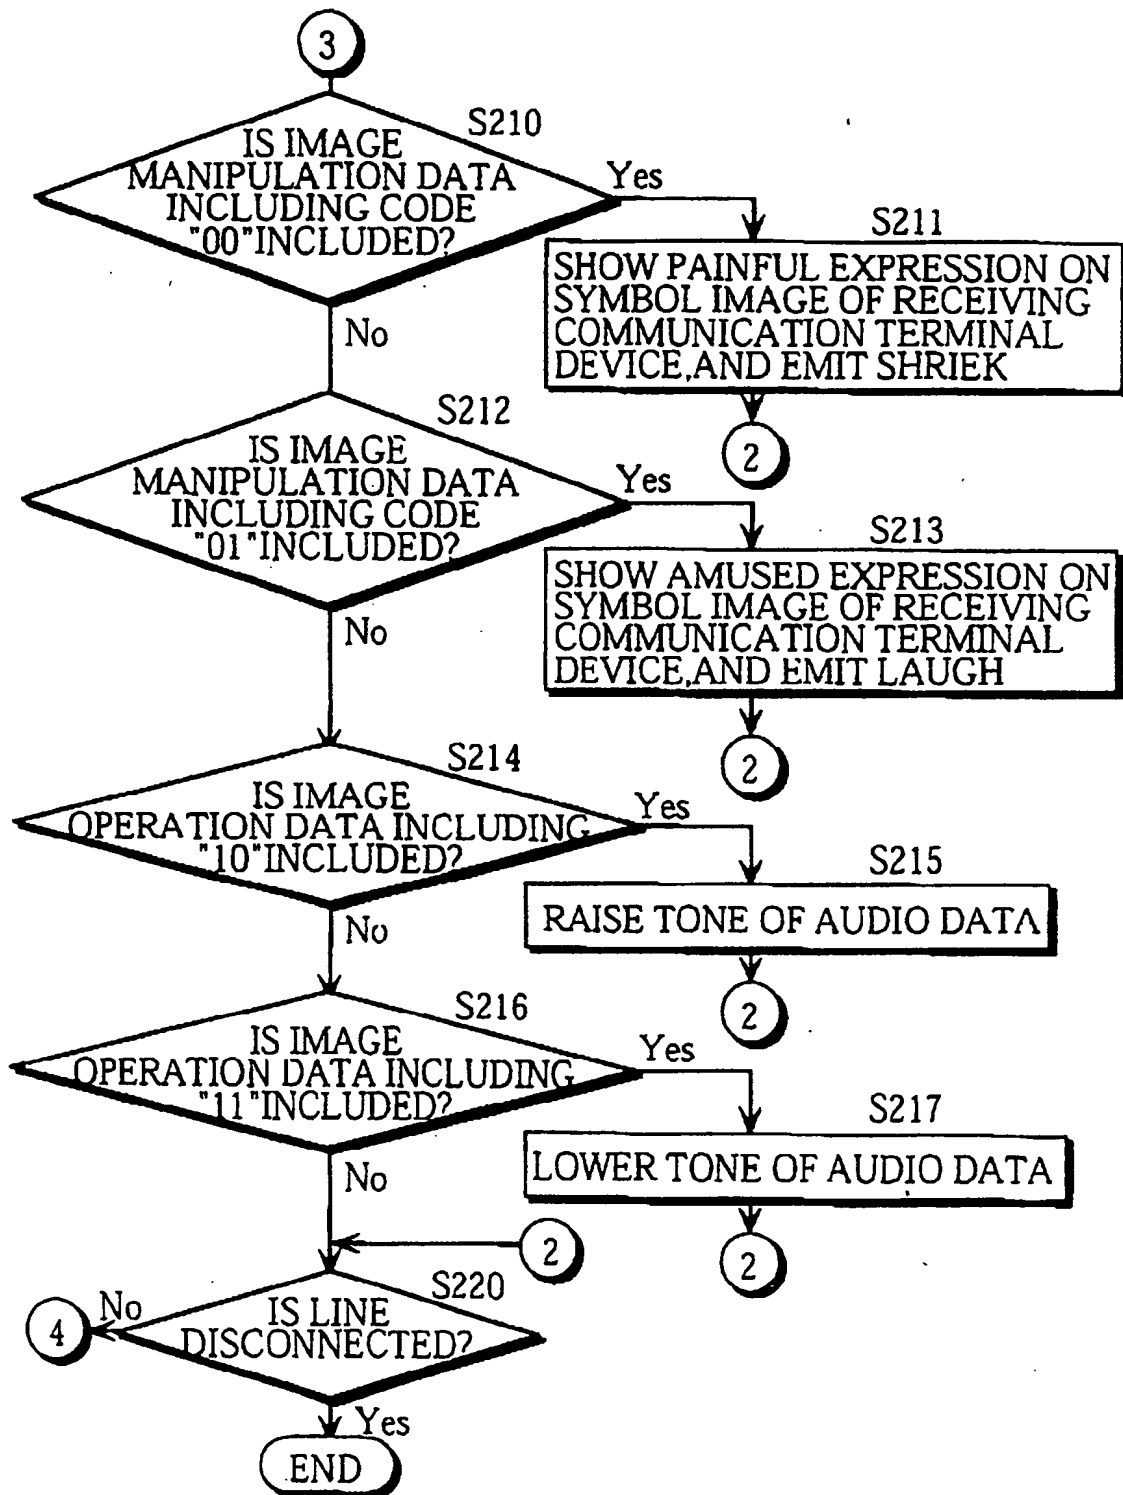 3
S210
IS IMAGE
MANIPULATION DATA
INCLUDING CODE
"00"INCLUDED?
Yes
No
S211
SHOW PAINFUL EXPRESSION ON
SYMBOL IMAGE OF RECEIVING
COMMUNICATION TERMINAL
DEVICE,AND EMIT SHRIEK
2
S212
IS IMAGE
MANIPULATION DATA
INCLUDING CODE
"01"INCLUDED?
Yes
No
S213
SHOW AMUSED EXPRESSION ON
SYMBOL IMAGE OF RECEIVING
COMMUNICATION TERMINAL
DEVICE,AND EMIT LAUGH
2
S214
IS IMAGE
OPERATION DATA INCLUDING
"10"INCLUDED?
Yes
No
S215
RAISE TONE OF AUDIO DATA
2
S216
IS IMAGE
OPERATION DATA INCLUDING
"11"INCLUDED?
Yes
No
S217
LOWER TONE OF AUDIO DATA
2
2
S220
IS LINE
DISCONNECTED?
No
4
Yes
END